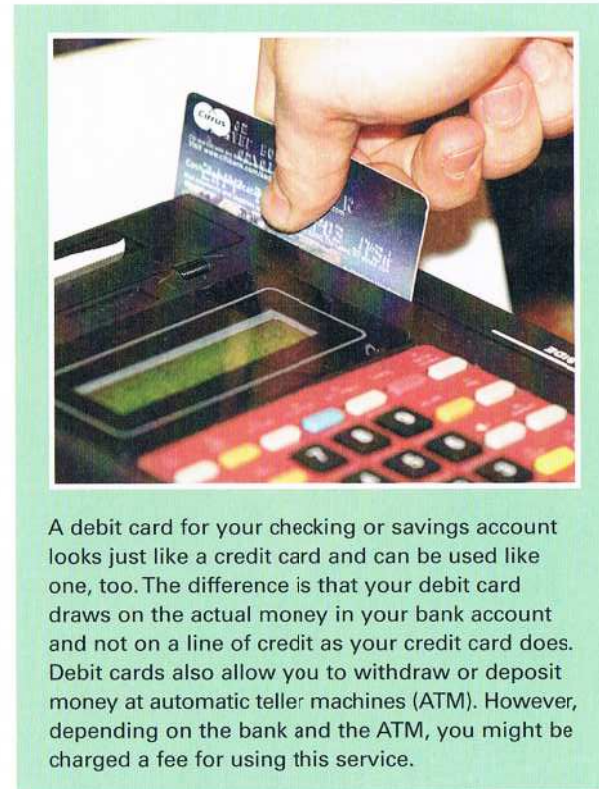 Cirrus
A debit card for your checking or savings account
looks just like a credit card and can be used like
one, too. The difference is that your debit card
draws on the actual money in your bank account
and not on a line of credit as your credit card does.
Debit cards also allow you to withdraw or deposit
money at automatic teller machines (ATM). However,
depending on the bank and the ATM, you might be
charged a fee for using this service.